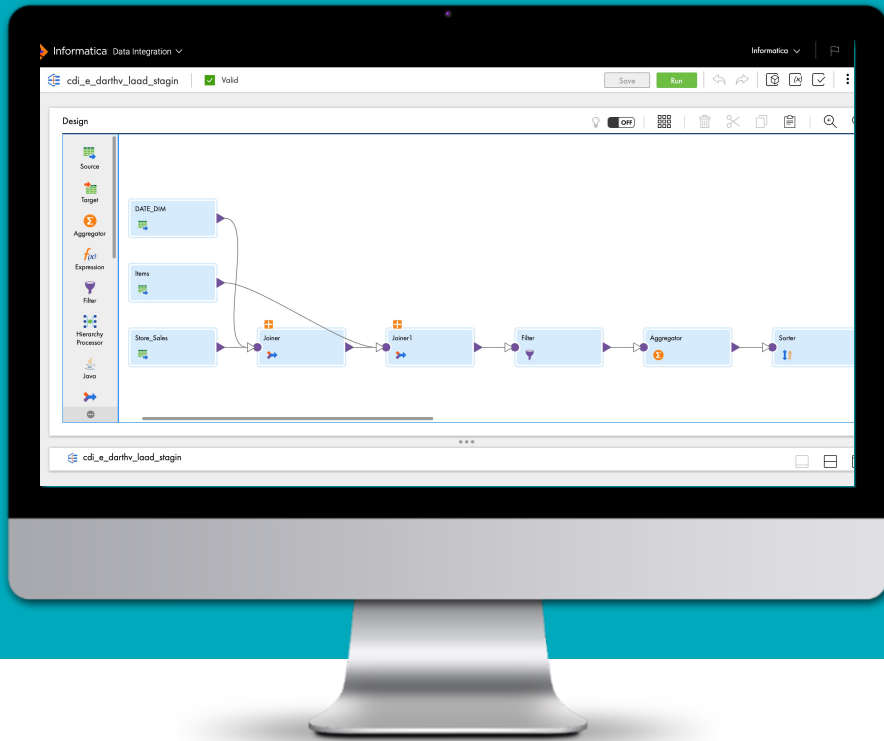 Informatica Data Integration
Informatica
cdi_e_darthv_laad_stagin
Valid
Save
Run
Design
OFF
Source
Target
Aggregator
f(x)
Expression
Filter
Hierarchy
Processor
Java
DATE_DIM
Items
Store_Sales
Joiner
Joiner1
Filter
Aggregator
Sorter
cdi_e_darthv_laad_stagin